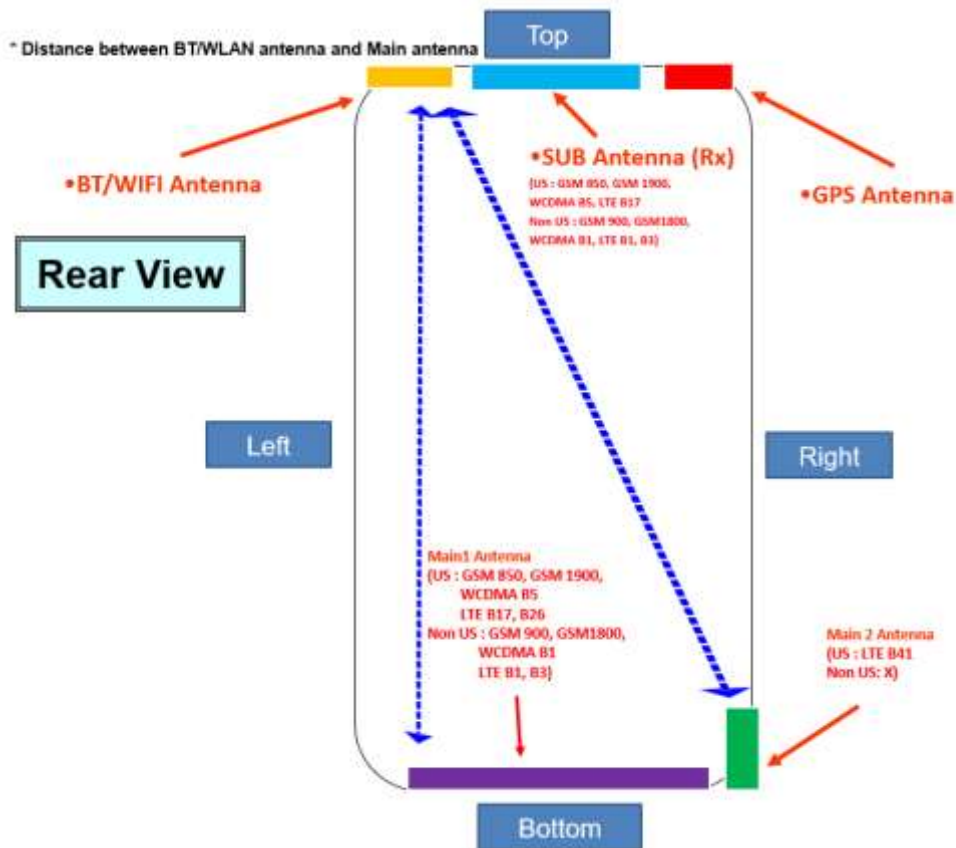 Top
* Distance between BT/WLAN antenna and Main antenna
•SUB Antenna (Rx)
(US : GSM 850, GSM 1900,
WCDMA B5, LTE B17
Non US : GSM 900, GSM1800,
WCDMA B1, LTE B1, B3)
•BT/WIFI Antenna
•GPS Antenna
Rear View
Left
Right
Main1 Antenna
(US : GSM 850, GSM 1900,
WCDMA B5
LTE B17, B26
Non US : GSM 900, GSM1800,
WCDMA B1
LTE B1, B3)
Main 2 Antenna
(US : LTE B41
Non US: X)
Bottom